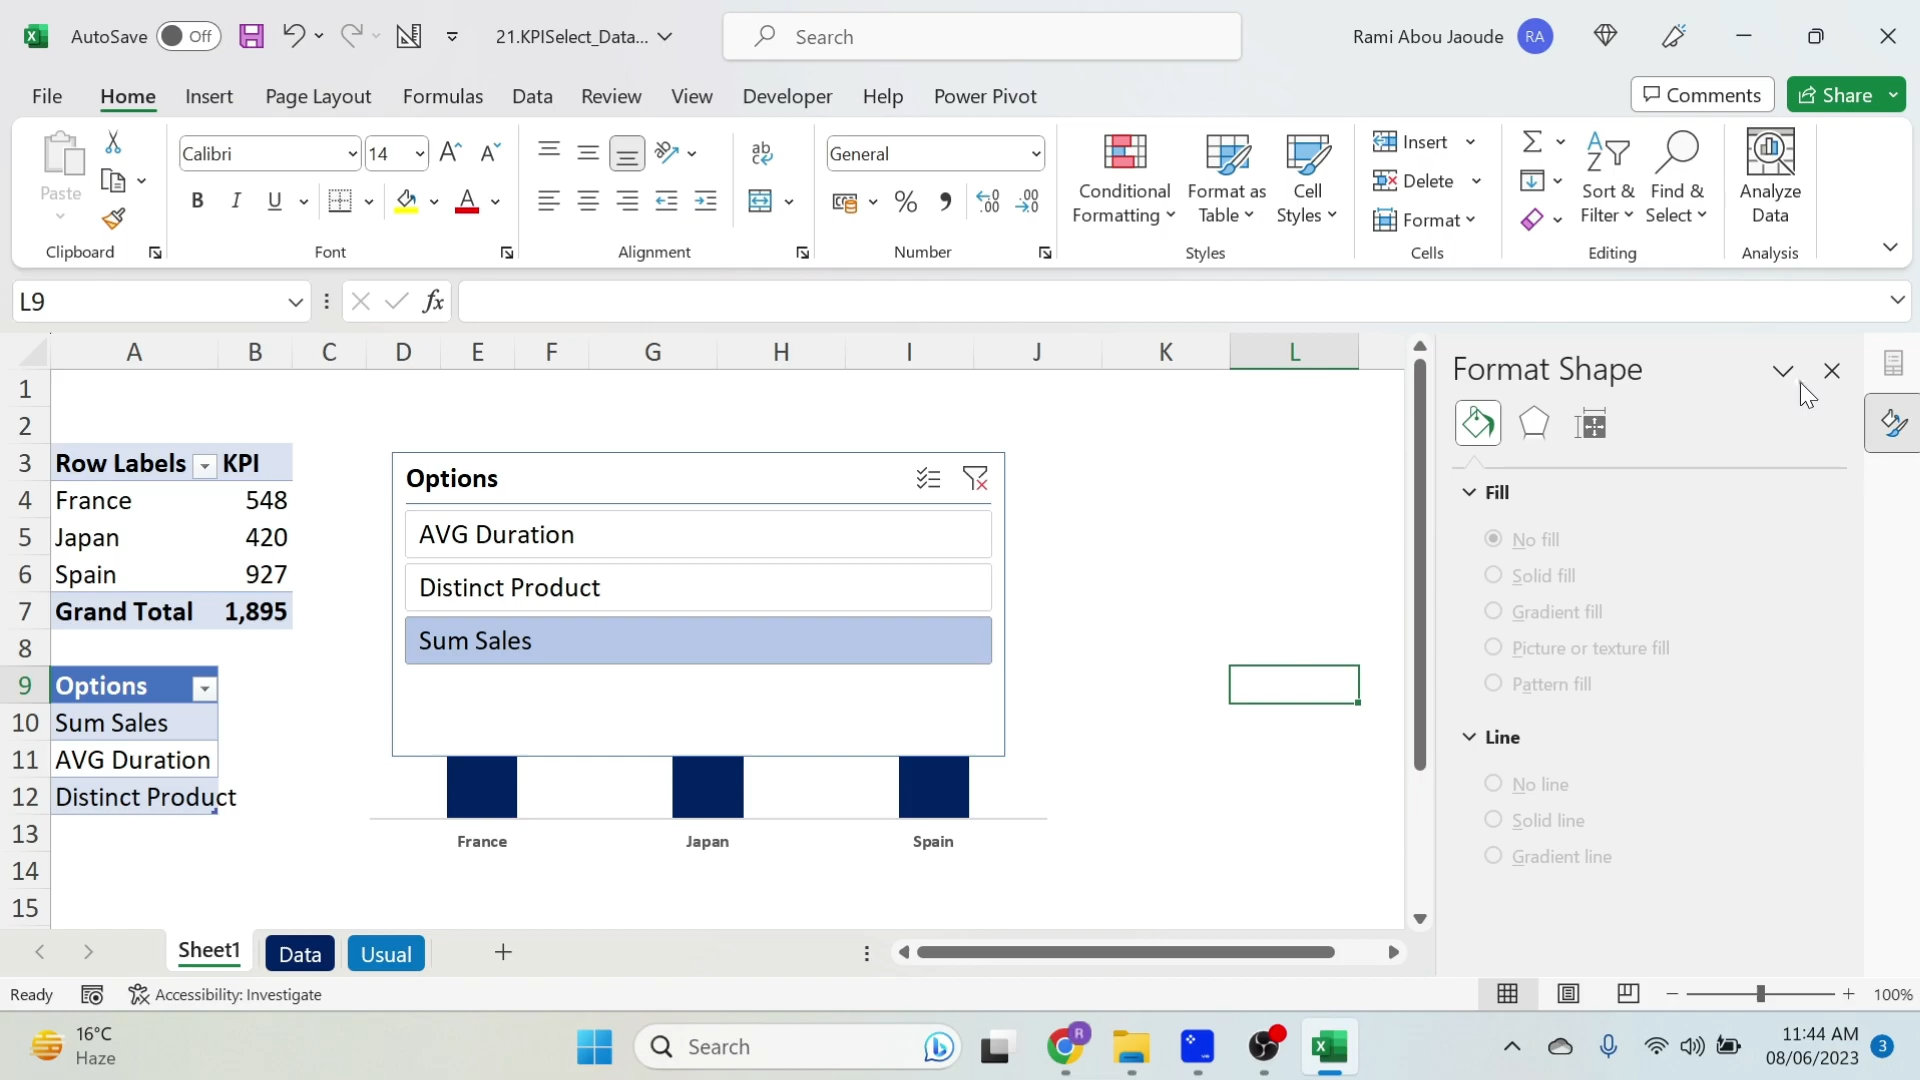 AutoSave Off 21.KPISelect_Data... Search Rami Abou Jaoude RA
File Home Insert Page Layout Formulas Data Review View Developer Help Power Pivot Comments Share
Paste
Clipboard
Calibri 14
B I U
Font
Alignment
General
Number
Conditional Formatting
Format as Table
Cell Styles
Styles
Insert
Delete
Format
Cells
Sort & Filter
Find & Select
Editing
Analyze Data
Analysis
L9 fx
A B C D E F G H I J K L
1
2
3 Row Labels KPI
4 France 548
5 Japan 420
6 Spain 927
7 Grand Total 1,895
8
9 Options
10 Sum Sales
11 AVG Duration
12 Distinct Product
13
14
15
Options
AVG Duration
Distinct Product
Sum Sales
France Japan Spain
Format Shape
Fill
No fill
Solid fill
Gradient fill
Picture or texture fill
Pattern fill
Line
No line
Solid line
Gradient line
Sheet1 Data Usual
Ready Accessibility: Investigate 100%
16°C
Haze
Search
11:44 AM
08/06/2023
3